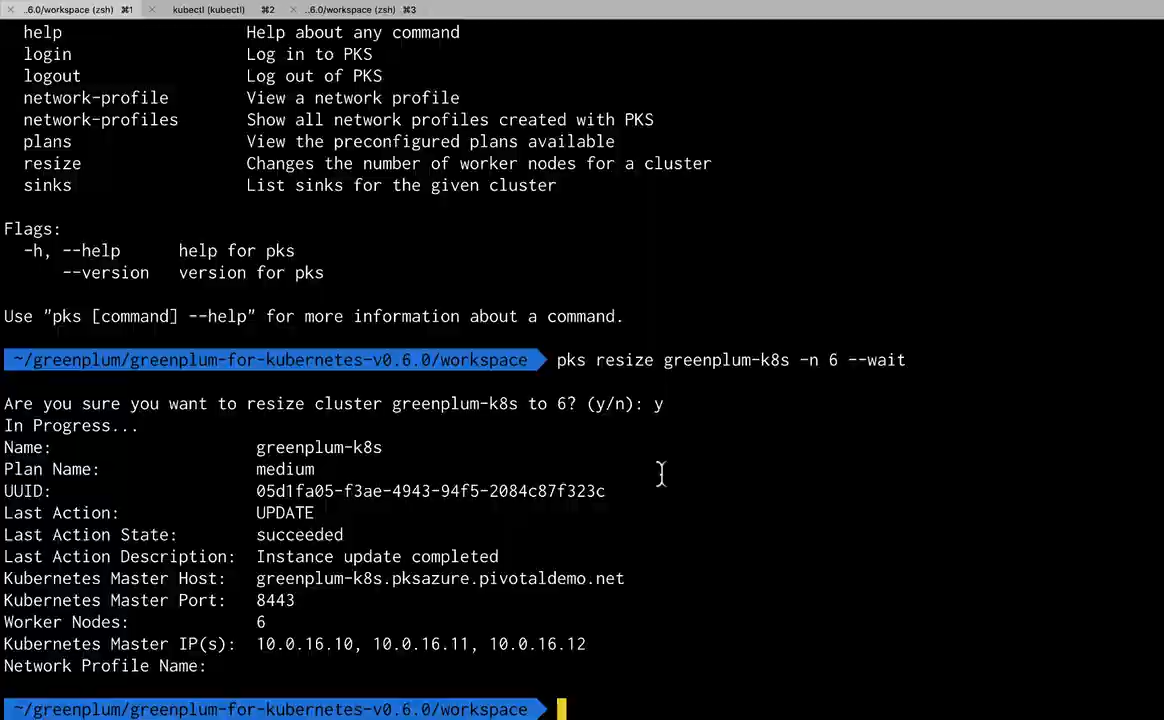 ..6.0/workspace (zsh) ⌘1 kubectl (kubectl) ⌘2 ..6.0/workspace (zsh) ⌘3
help Help about any command
login Log in to PKS
logout Log out of PKS
network-profile View a network profile
network-profiles Show all network profiles created with PKS
plans View the preconfigured plans available
resize Changes the number of worker nodes for a cluster
sinks List sinks for the given cluster
Flags:
-h, --help help for pks
--version version for pks
Use "pks [command] --help" for more information about a command.
~/greenplum/greenplum-for-kubernetes-v0.6.0/workspace pks resize greenplum-k8s -n 6 --wait
Are you sure you want to resize cluster greenplum-k8s to 6? (y/n): y
In Progress...
Name: greenplum-k8s
Plan Name: medium
UUID: 05d1fa05-f3ae-4943-94f5-2084c87f323c
Last Action: UPDATE
Last Action State: succeeded
Last Action Description: Instance update completed
Kubernetes Master Host: greenplum-k8s.pksazure.pivotaldemo.net
Kubernetes Master Port: 8443
Worker Nodes: 6
Kubernetes Master IP(s): 10.0.16.10, 10.0.16.11, 10.0.16.12
Network Profile Name:
~/greenplum/greenplum-for-kubernetes-v0.6.0/workspace